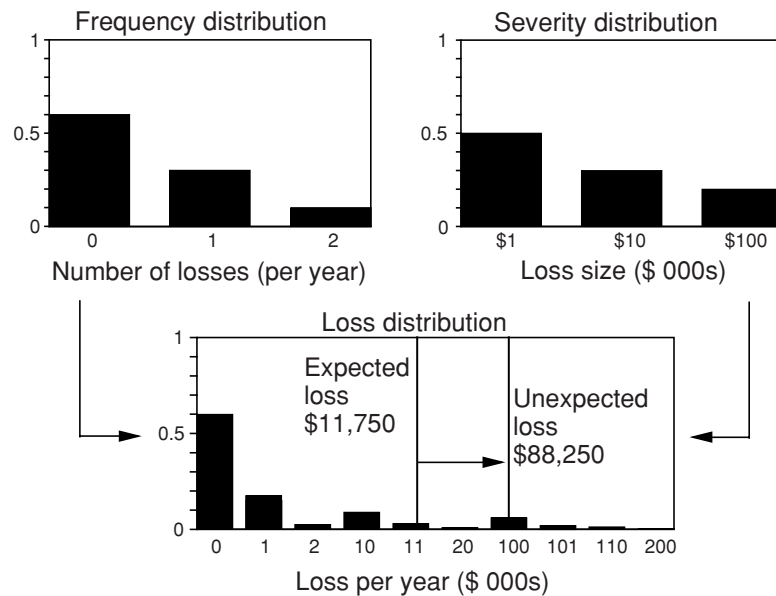 Frequency distribution
1
0.5
0
0 1 2
Number of losses (per year)
Severity distribution
1
0.5
0
$1 $10 $100
Loss size ($ 000s)
Loss distribution
1
0.5
0
Expected
loss
$11,750
Unexpected
loss
$88,250
0 1 2 10 11 20 100 101 110 200
Loss per year ($ 000s)